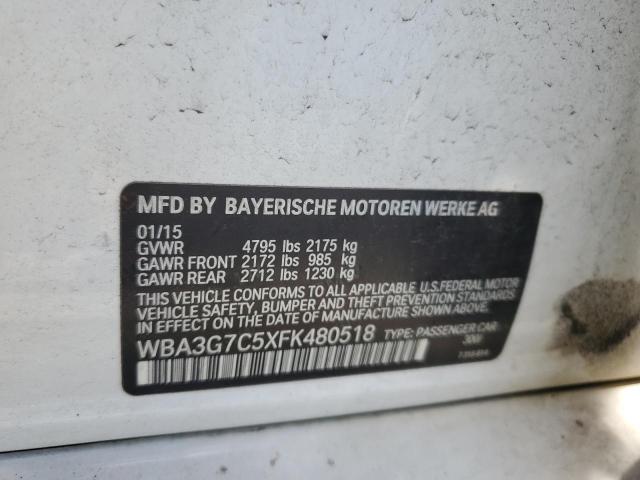 MFD BY BAYERISCHE MOTOREN WERKE AG
01/15
GVWR 4795 lbs 2175 kg
GAWR FRONT 2172 lbs 985 kg
GAWR REAR 2712 lbs 1230 kg
THIS VEHICLE CONFORMS TO ALL APPLICABLE U.S.FEDERAL MOTOR
VEHICLE SAFETY, BUMPER AND THEFT PREVENTION STANDARDS
IN EFFECT ON THE DATE OF MANUFACTURE SHOWN ABOVE.
WBA3G7C5XFK480518 TYPE: PASSENGER CAR
300